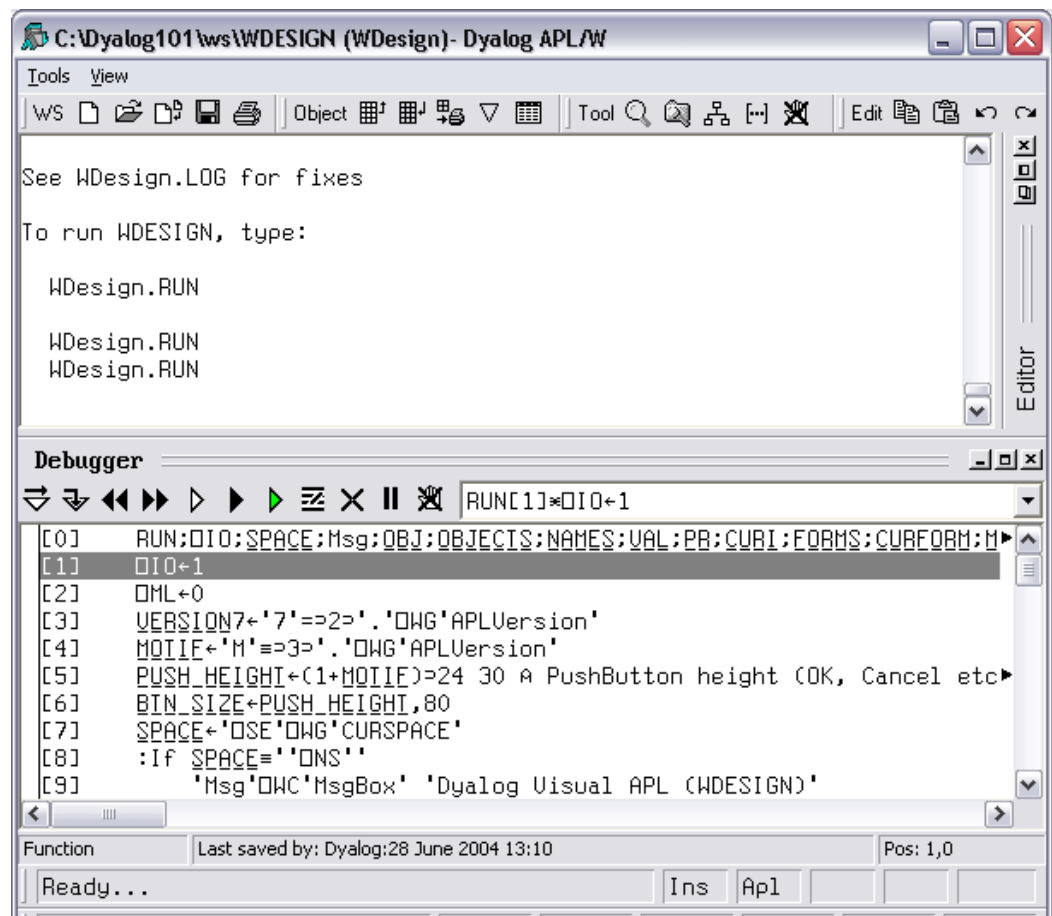 C:\Dyalog101\ws\WDESIGN (WDesign)- Dyalog APL/W
Tools View
WS Object Tool Edit
See WDesign.LOG for fixes
To run WDESIGN, type:
WDesign.RUN
WDesign.RUN
WDesign.RUN
Editor
Debugger
RUN[1]*⎕IO←1
[0] RUN;⎕IO;SPACE;Msg;OBJ;OBJECTS;NAMES;VAL;PB;CURI;FORMS;CURFORM;M
[1] ⎕IO←1
[2] ⎕ML←0
[3] VERSION7←'7'=⊃2⊃'.'⎕WG'APLVersion'
[4] MOTIF←'M'≡⊃3⊃'.'⎕WG'APLVersion'
[5] PUSH_HEIGHT←(1+MOTIF)⊃24 30 ⍝ PushButton height (OK, Cancel etc
[6] BTN_SIZE←PUSH_HEIGHT,80
[7] SPACE←'⎕SE'⎕WG'CURSPACE'
[8] :If SPACE≡''⎕NS''
[9] 'Msg'⎕WC'MsgBox' 'Dyalog Visual APL (WDESIGN)'
Function Last saved by: Dyalog:28 June 2004 13:10 Pos: 1,0
Ready... Ins Apl